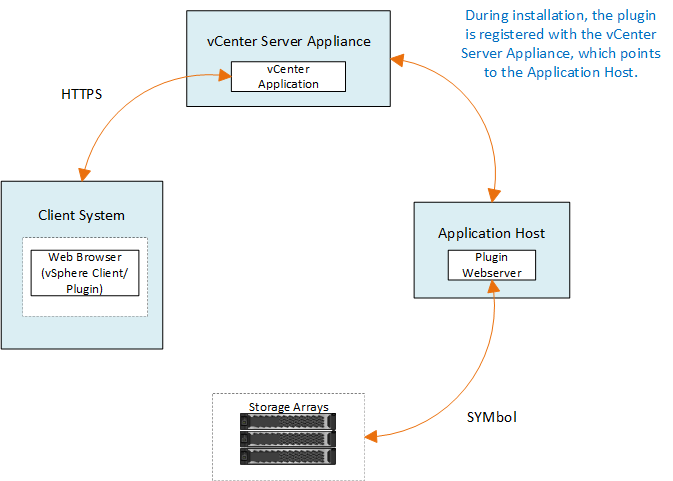 During installation, the plugin
is registered with the vCenter
Server Appliance, which points
to the Application Host.
vCenter Server Appliance
vCenter
Application
HTTPS
Client System
Web Browser
(vSphere Client/
Plugin)
Application Host
Plugin
Webserver
Storage Arrays
SYMbol